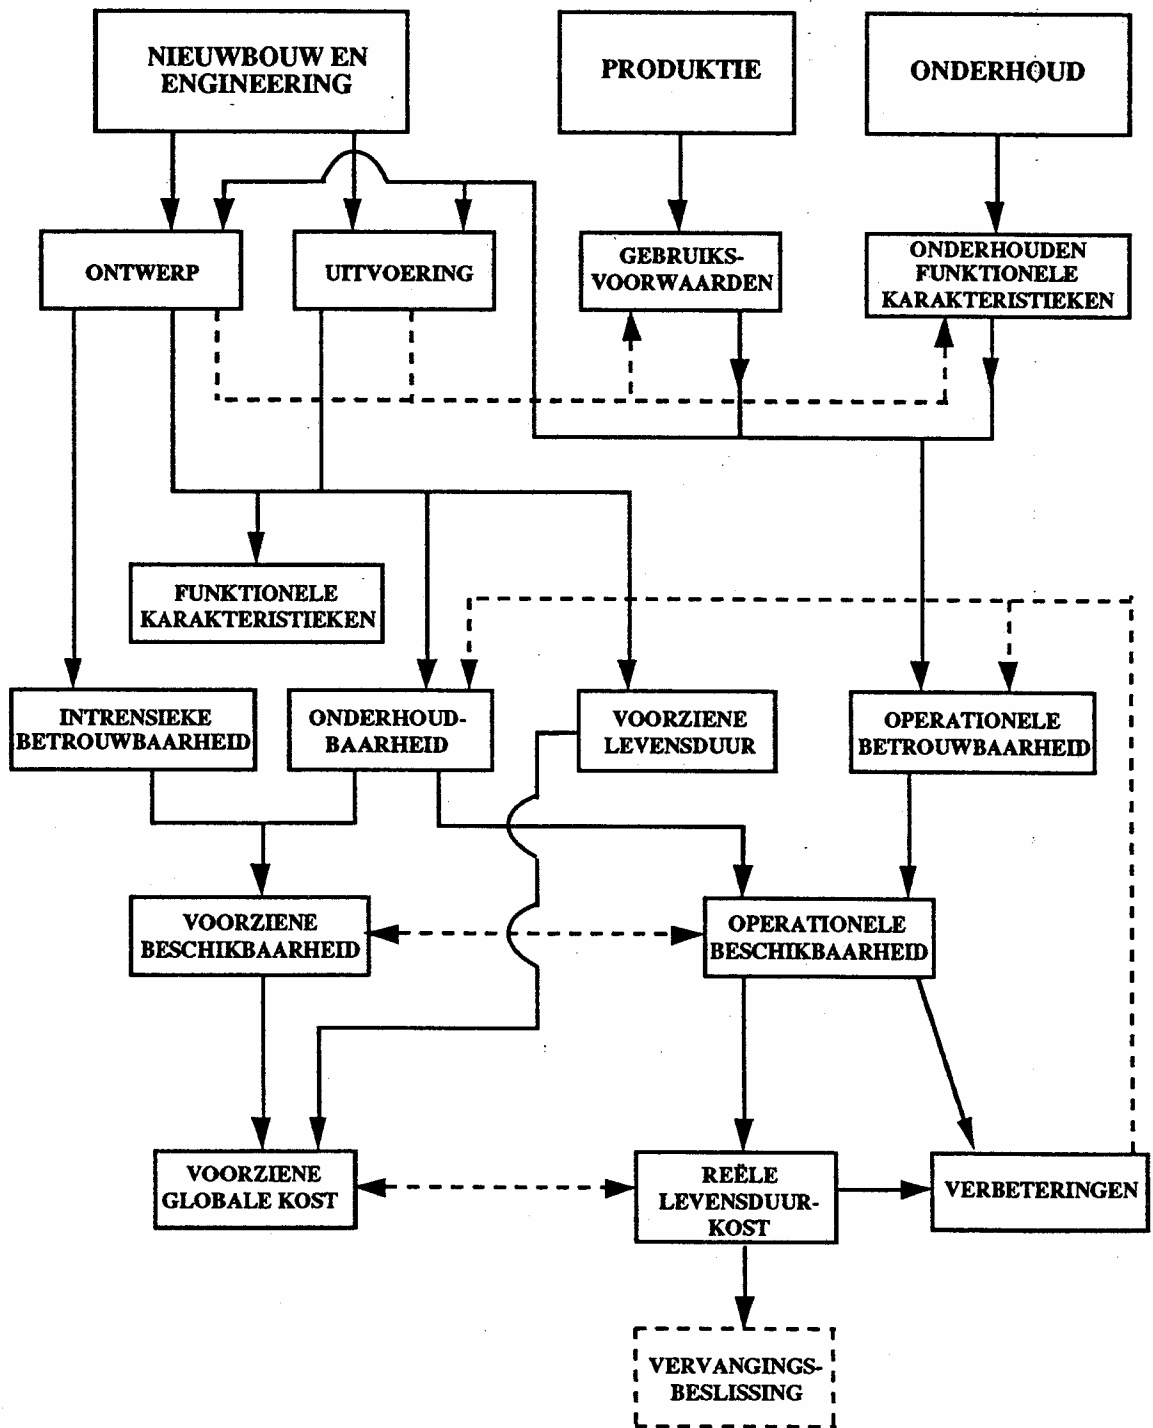 NIEUWBOUW EN
ENGINEERING
PRODUKTIE
ONDERHOUD
ONTWERP
UITVOERING
GEBRUIKS-
VOORWAARDEN
ONDERHOUDEN
FUNKTIONELE
KARAKTERISTIEKEN
FUNKTIONELE
KARAKTERISTIEKEN
INTRENSIEKE
BETROUWBAARHEID
ONDERHOUD-
BAARHEID
VOORZIENE
LEVENSDUUR
OPERATIONELE
BETROUWBAARHEID
VOORZIENE
BESCHIKBAARHEID
OPERATIONELE
BESCHIKBAARHEID
VOORZIENE
GLOBALE KOST
REËLE
LEVENSDUUR-
KOST
VERBETERINGEN
VERVANGINGS-
BESLISSING